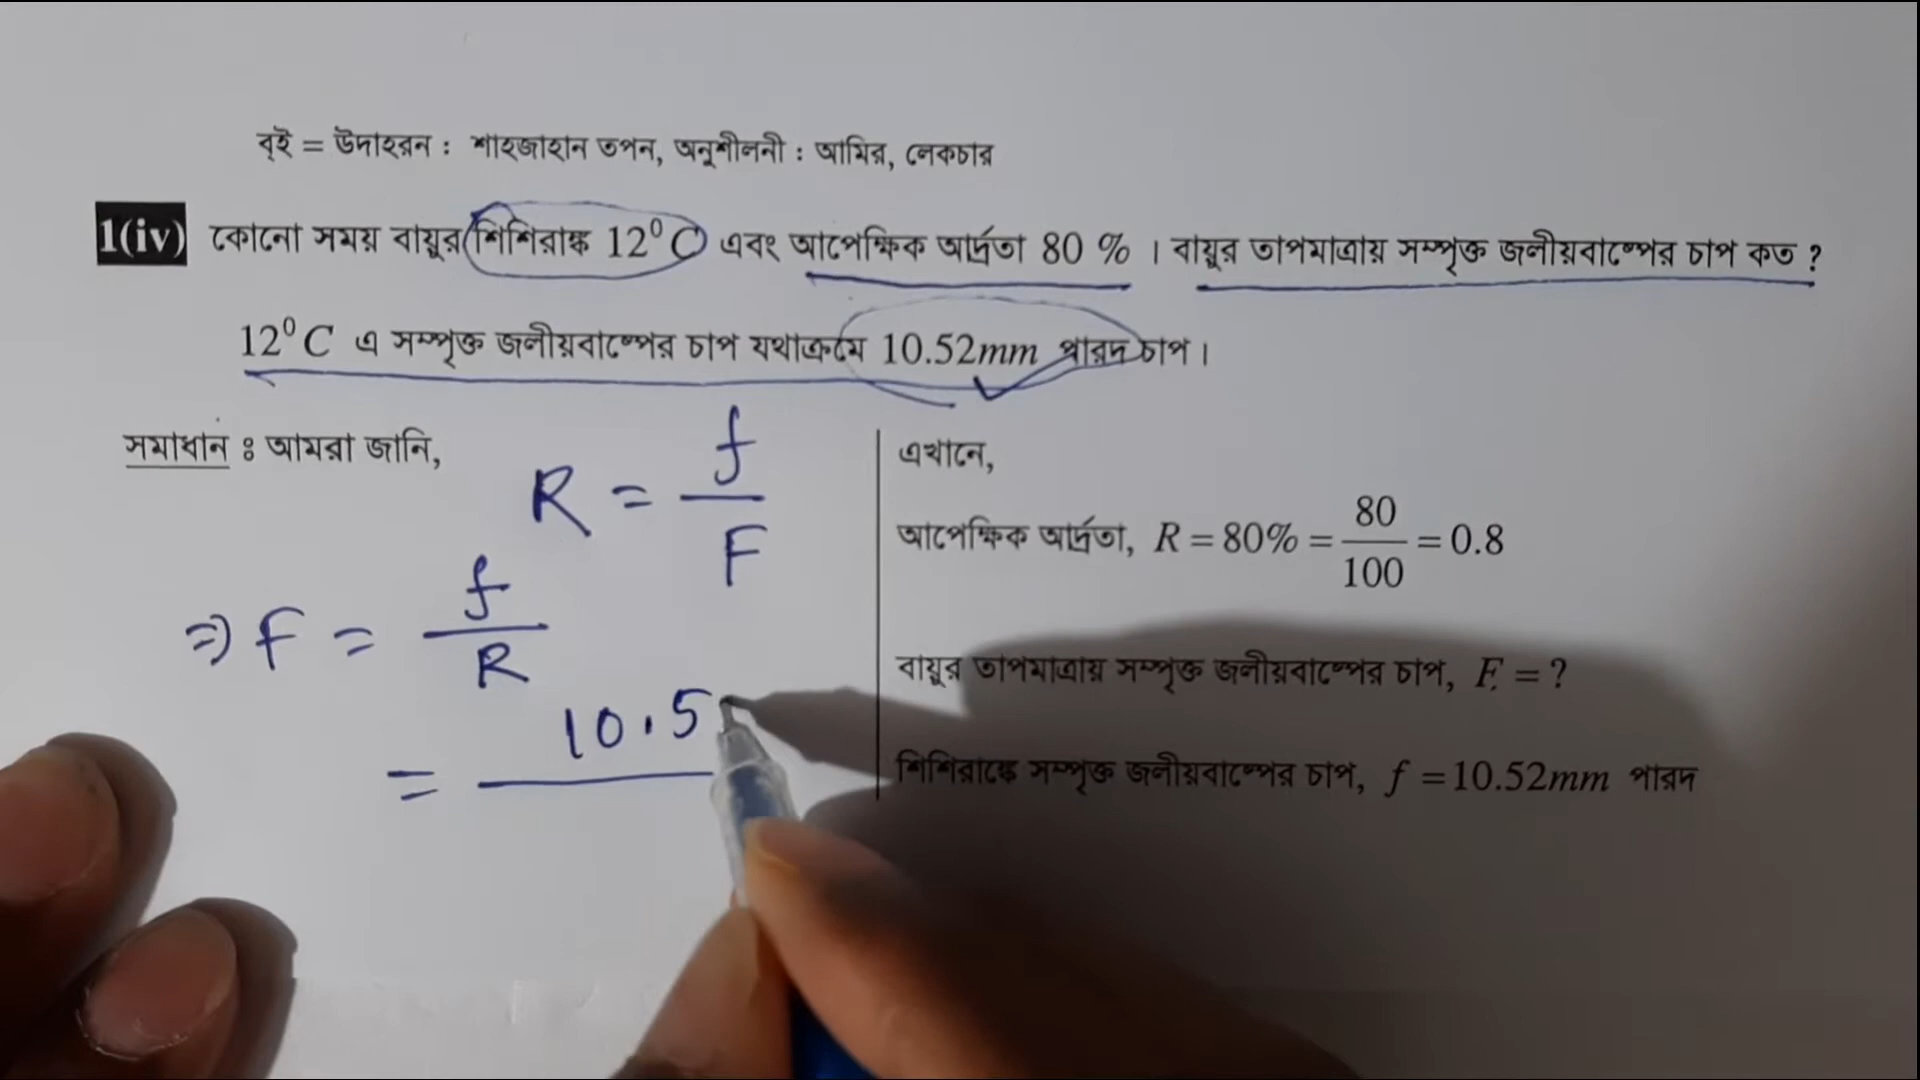 বই = উদাহরন : শাহজাহান তপন, অনুশীলনী : আমির, লেকচার
1(iv) কোনো সময় বায়ুর শিশিরাঙ্ক 12⁰C এবং আপেক্ষিক আর্দ্রতা 80 % । বায়ুর তাপমাত্রায় সম্পৃক্ত জলীয়বাষ্পের চাপ কত ?
12⁰C এ সম্পৃক্ত জলীয়বাষ্পের চাপ যথাক্রমে 10.52mm পারদ চাপ ।
সমাধান ঃ আমরা জানি,
R = f/F
⇒ F = f/R
= 10.5
এখানে,
আপেক্ষিক আর্দ্রতা, R = 80% = 80/100 = 0.8
বায়ুর তাপমাত্রায় সম্পৃক্ত জলীয়বাষ্পের চাপ, F = ?
শিশিরাঙ্কে সম্পৃক্ত জলীয়বাষ্পের চাপ, f = 10.52mm পারদ